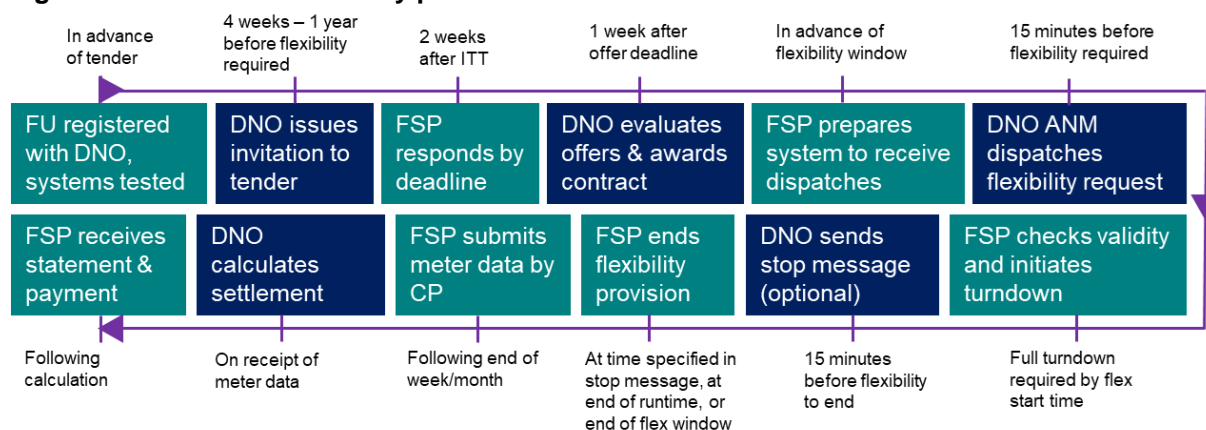 In advance
of tender
4 weeks – 1 year
before flexibility
required
2 weeks
after ITT
1 week after
offer deadline
In advance of
flexibility window
15 minutes before
flexibility required
FU registered
with DNO,
systems tested
DNO issues
invitation to
tender
FSP
responds by
deadline
DNO evaluates
offers & awards
contract
FSP prepares
system to receive
dispatches
DNO ANM
dispatches
flexibility request
FSP receives
statement &
payment
DNO
calculates
settlement
FSP submits
meter data by
CP
FSP ends
flexibility
provision
DNO sends
stop message
(optional)
FSP checks validity
and initiates
turndown
Following
calculation
On receipt of
meter data
Following end of
week/month
At time specified in
stop message, at
end of runtime, or
end of flex window
15 minutes
before flexibility
to end
Full turndown
required by flex
start time